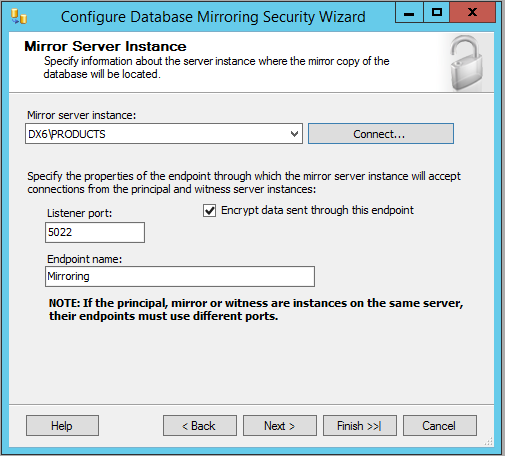 Configure Database Mirroring Security Wizard
Mirror Server Instance
Specify information about the server instance where the mirror copy of the
database will be located.
Mirror server instance:
DX6\PRODUCTS
Connect...
Specify the properties of the endpoint through which the mirror server instance will accept
connections from the principal and witness server instances:
Listener port:
Encrypt data sent through this endpoint
5022
Endpoint name:
Mirroring
NOTE: If the principal, mirror or witness are instances on the same server,
their endpoints must use different ports.
Help
< Back
Next >
Finish >>|
Cancel